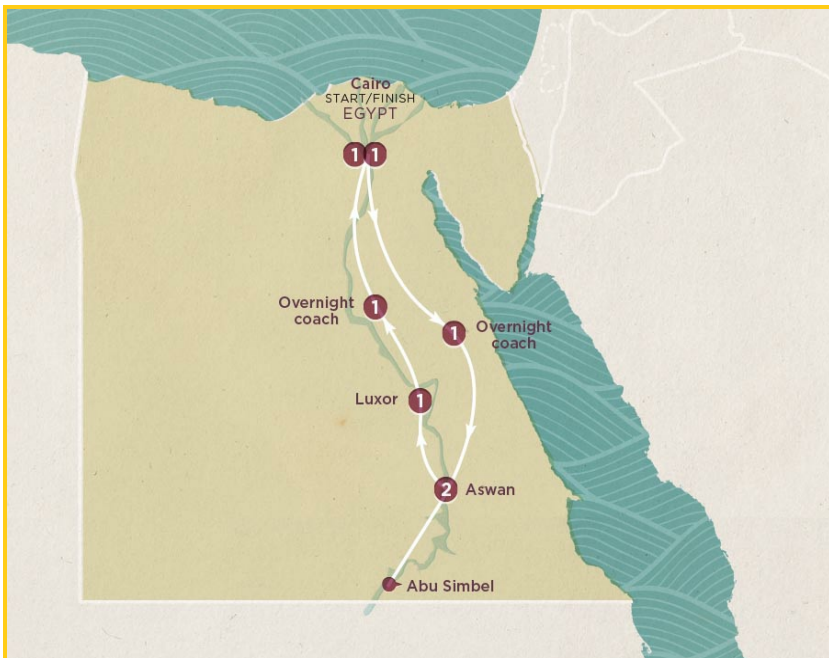 Cairo
START/FINISH
EGYPT
1 1
Overnight
coach
1
1
Overnight
coach
Luxor 1
2 Aswan
Abu Simbel